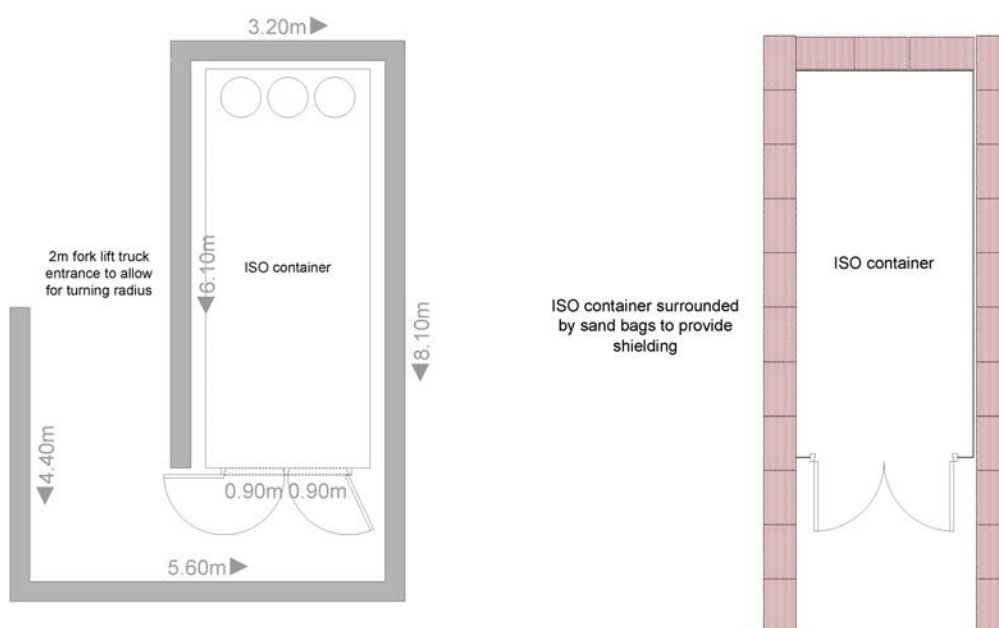 3.20m
2m fork lift truck
entrance to allow
for turning radius
6.10m
ISO container
8.10m
4.40m
0.90m 0.90m
5.60m
ISO container
ISO container surrounded
by sand bags to provide
shielding